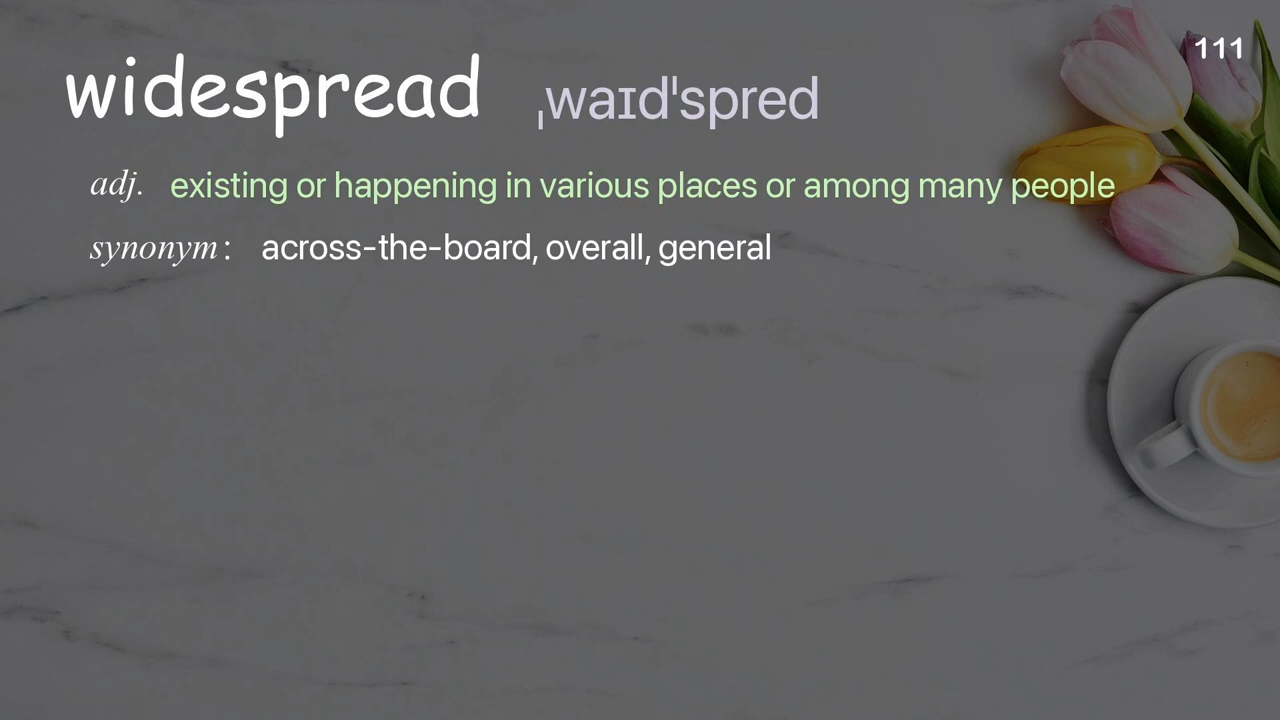 111
widespread ˌwaɪdˈspred
adj. existing or happening in various places or among many people
synonym: across-the-board, overall, general